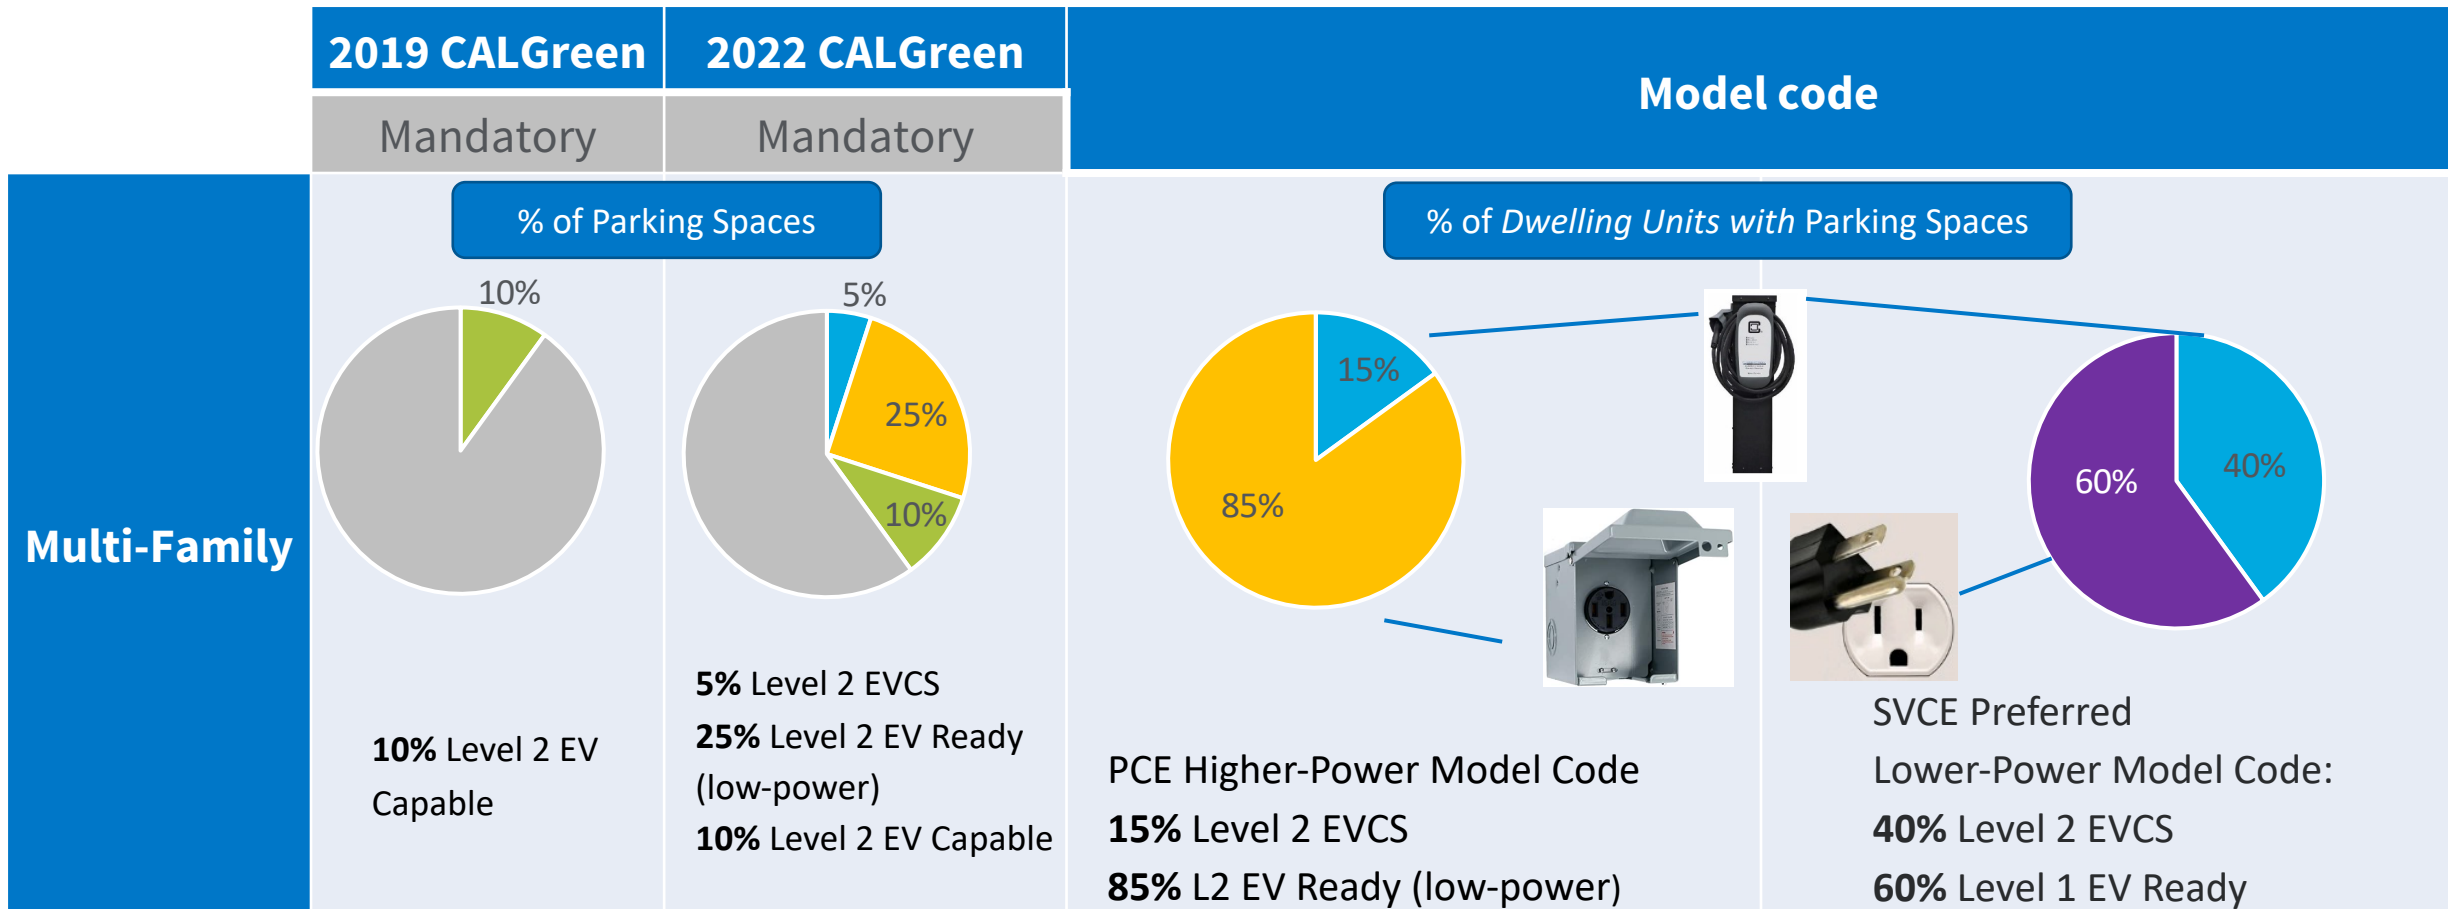 2019 CALGreen
2022 CALGreen
Model code
Mandatory
Mandatory
Multi-Family
% of Parking Spaces
% of Dwelling Units with Parking Spaces
10%
5%
25%
10%
15%
85%
60%
40%
10% Level 2 EV
Capable
5% Level 2 EVCS
25% Level 2 EV Ready
(low-power)
10% Level 2 EV Capable
PCE Higher-Power Model Code
15% Level 2 EVCS
85% L2 EV Ready (low-power)
SVCE Preferred
Lower-Power Model Code:
40% Level 2 EVCS
60% Level 1 EV Ready